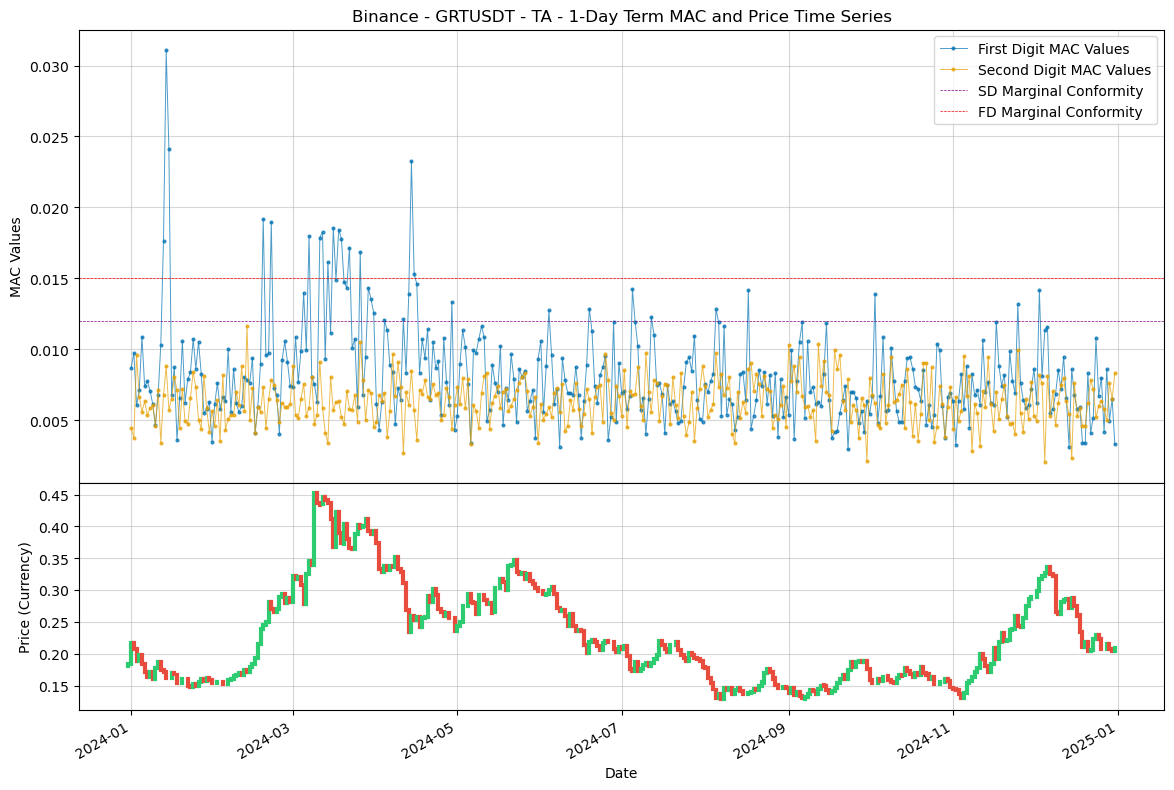 Binance - GRTUSDT - TA - 1-Day Term MAC and Price Time Series
First Digit MAC Values
Second Digit MAC Values
SD Marginal Conformity
FD Marginal Conformity
MAC Values
0.030
0.025
0.020
0.015
0.010
0.005
Price (Currency)
0.45
0.40
0.35
0.30
0.25
0.20
0.15
2024-01
2024-03
2024-05
2024-07
2024-09
2024-11
2025-01
Date